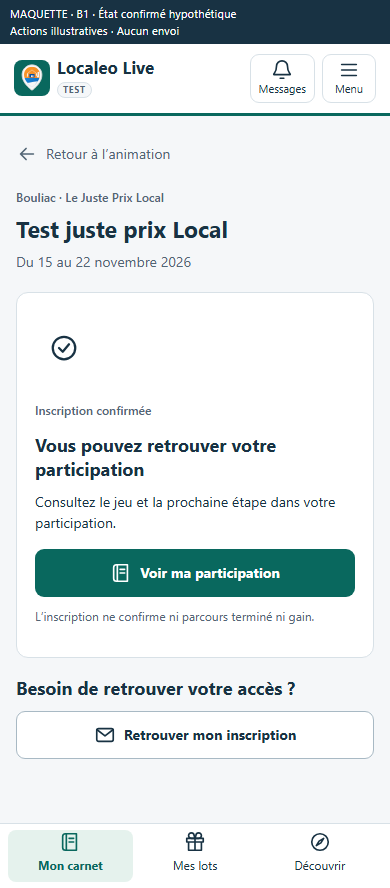 MAQUETTE · B1 · État confirmé hypothétique
Actions illustratives · Aucun envoi
Localeo Live
TEST
Messages
Menu
Retour à l’animation
Bouliac · Le Juste Prix Local
Test juste prix Local
Du 15 au 22 novembre 2026
Inscription confirmée
Vous pouvez retrouver votre
participation
Consultez le jeu et la prochaine étape dans votre
participation.
Voir ma participation
L’inscription ne confirme ni parcours terminé ni gain.
Besoin de retrouver votre accès ?
Retrouver mon inscription
Mon carnet
Mes lots
Découvrir